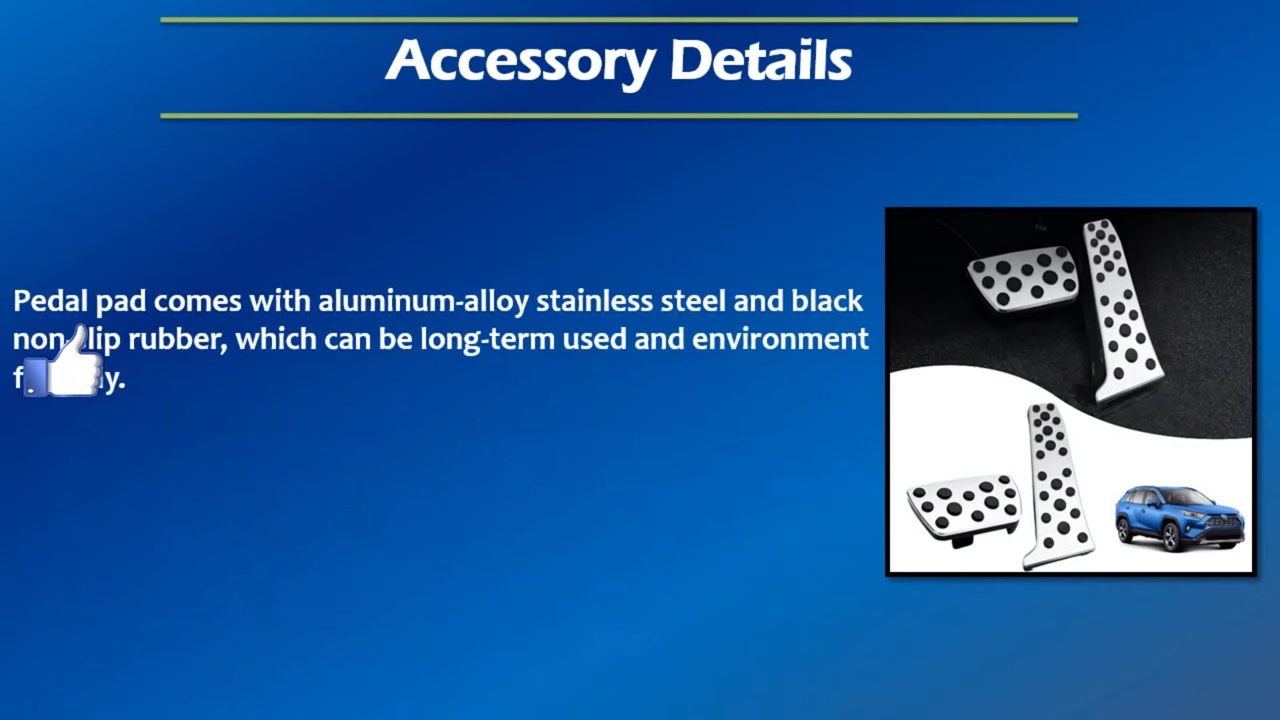 Accessory Details
Pedal pad comes with aluminum-alloy stainless steel and black
rubber, which can be long-term used and environment